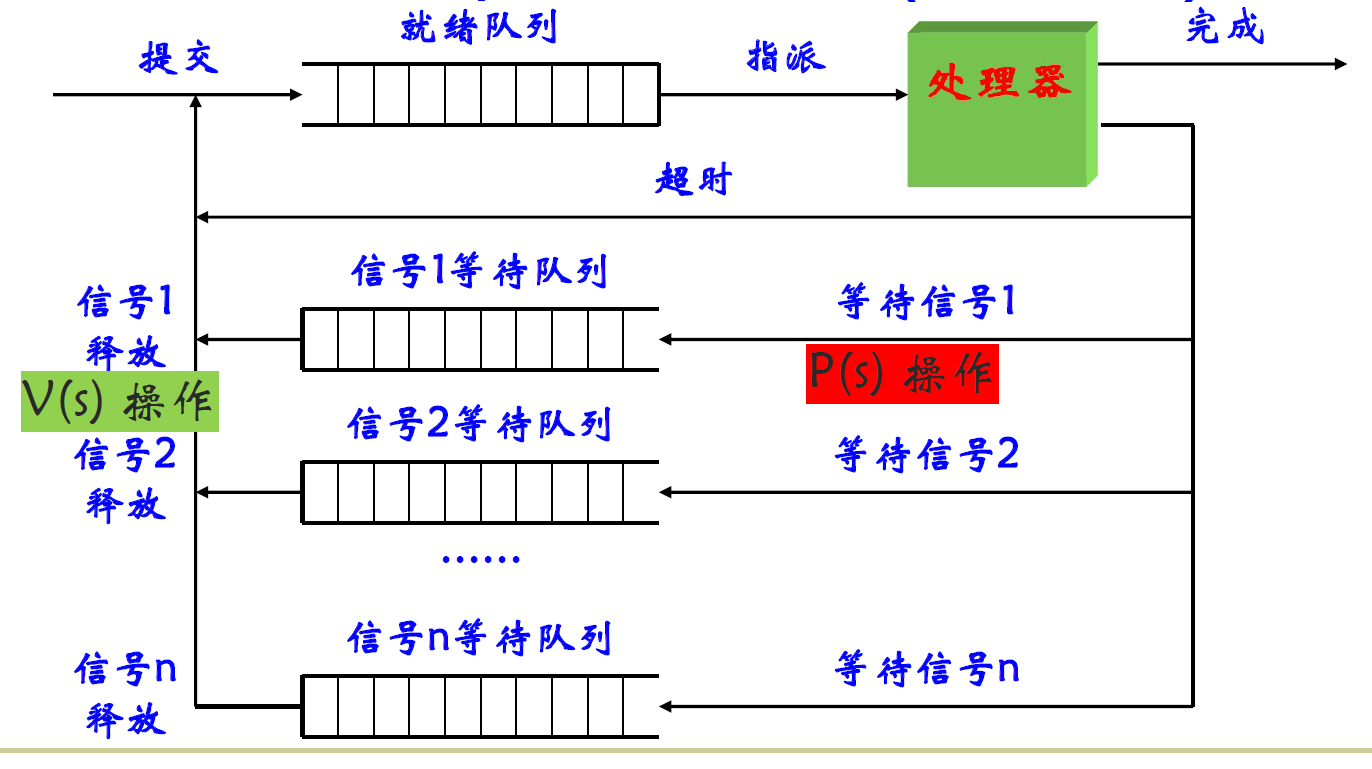 就绪队列
完成
提交
指派
处理器
超时
信号1等待队列
信号1
释放
等待信号1
P(s) 操作
V(s) 操作
信号2等待队列
信号2
释放
等待信号2
······
信号n等待队列
信号n
释放
等待信号n